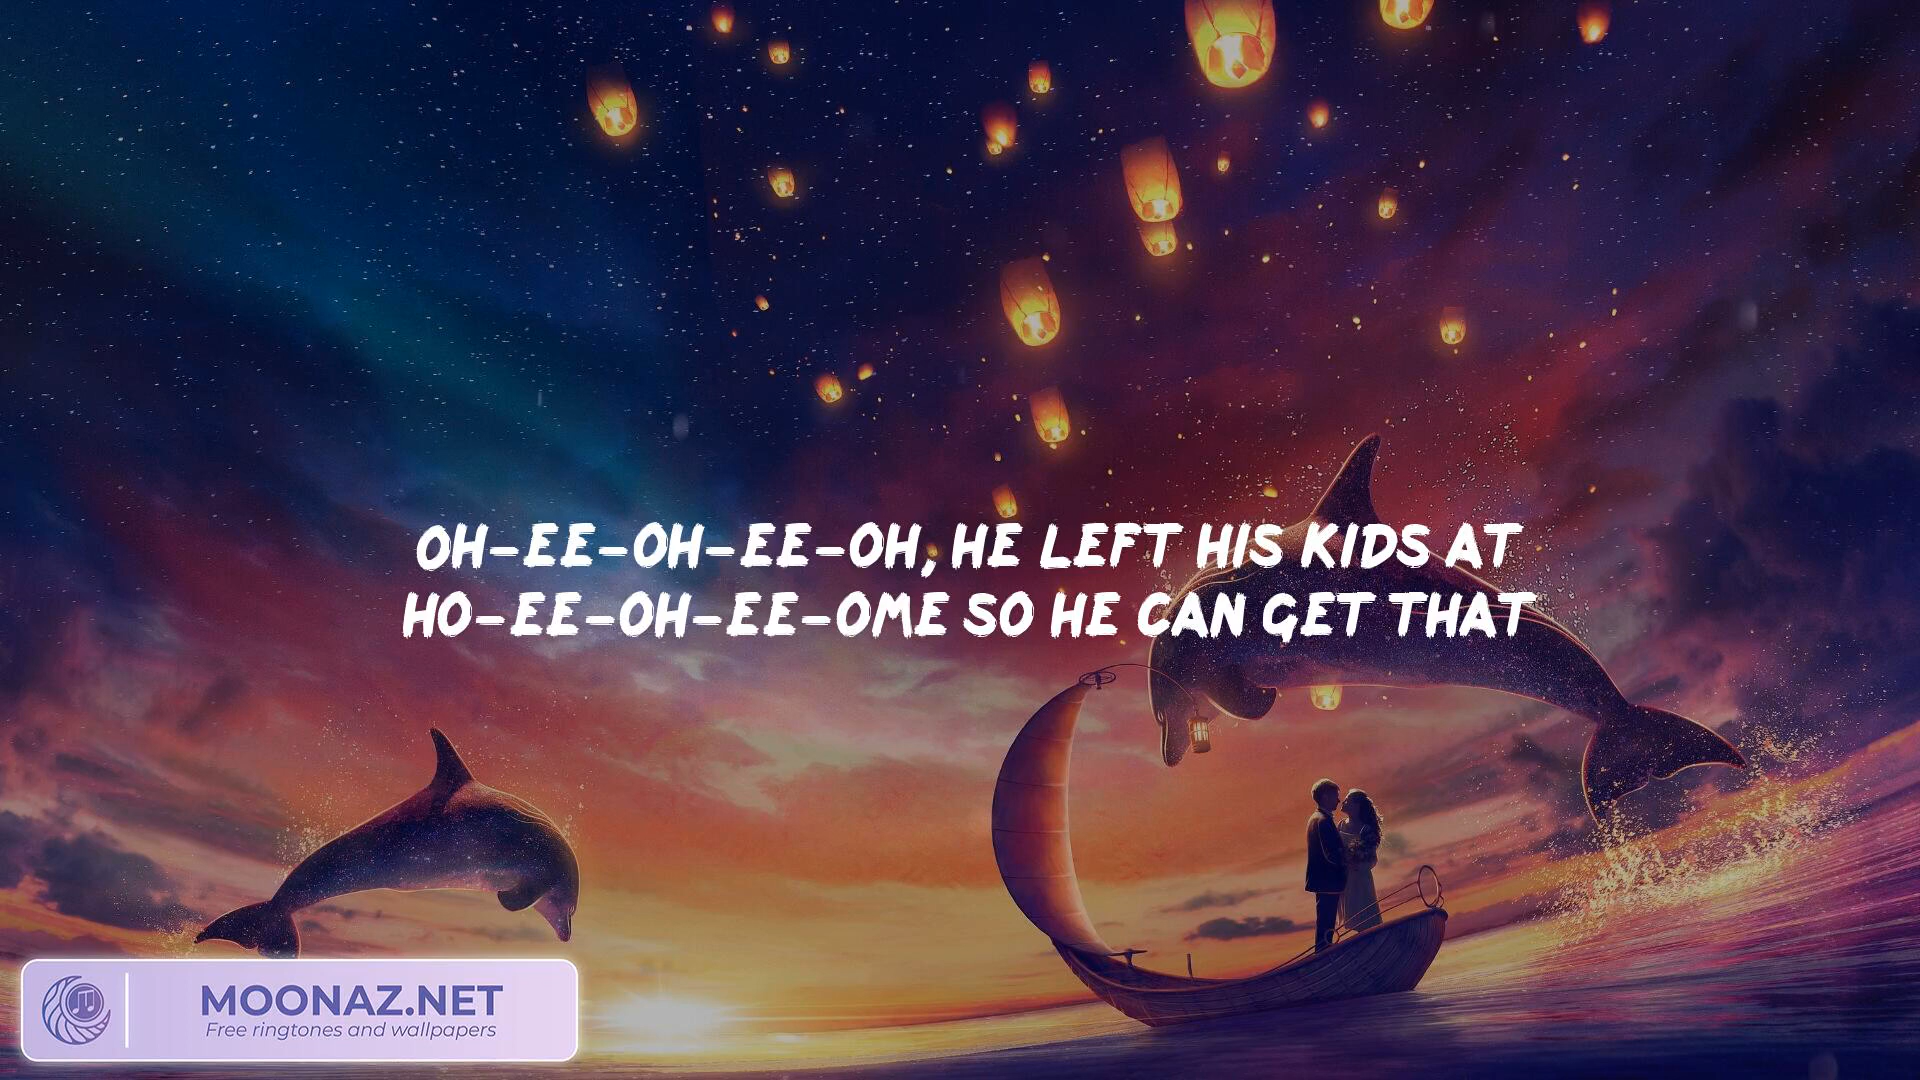 OH-EE-OH-EE-OH, HE LEFT HIS KIDS AT
HO-EE-OH-EE-OME SO HE CAN GET THAT
MOONAZ.NET
Free ringtones and wallpapers